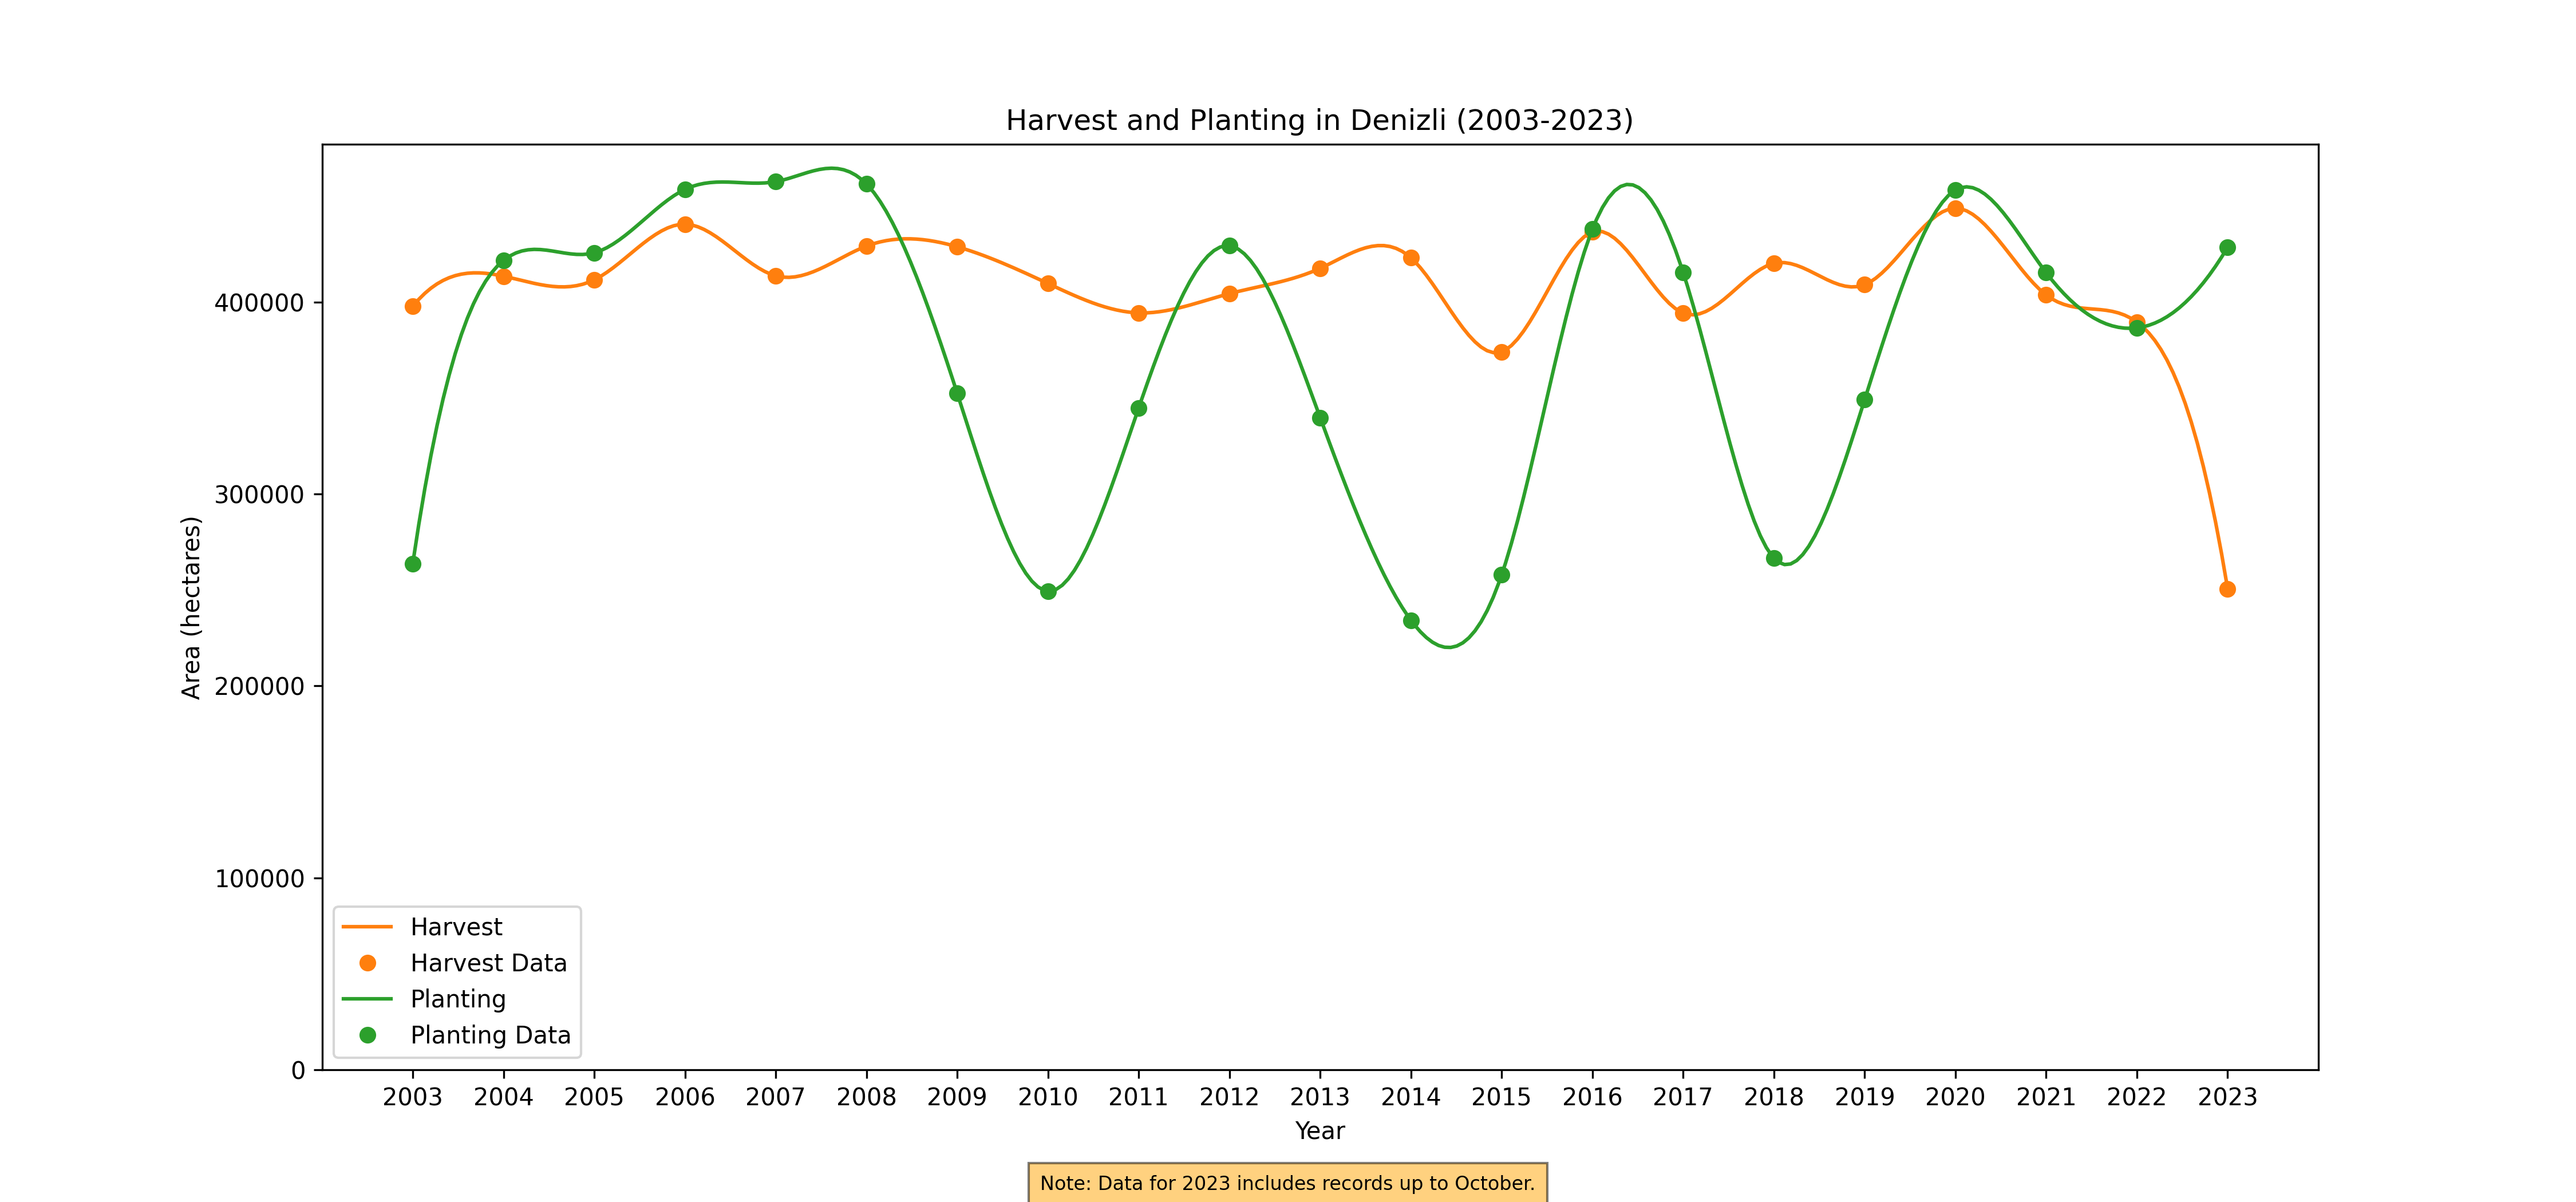 Harvest and Planting in Denizli (2003-2023)
Area (hectares)
400000
300000
200000
100000
0
Harvest
Harvest Data
Planting
Planting Data
2003 2004 2005 2006 2007 2008 2009 2010 2011 2012 2013 2014 2015 2016 2017 2018 2019 2020 2021 2022 2023
Year
Note: Data for 2023 includes records up to October.